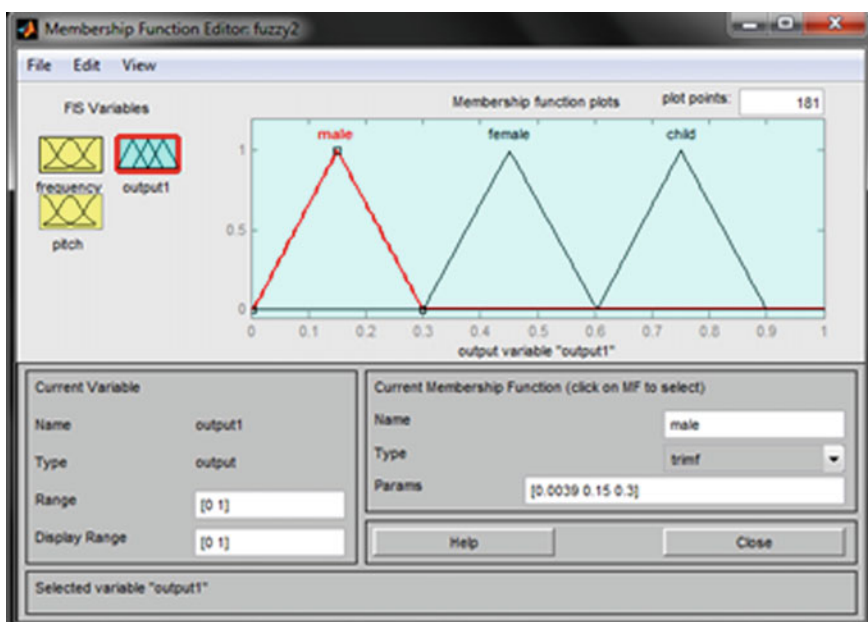 Membership Function Editor: fuzzy2
File Edit View
FIS Variables
frequency
output1
pitch
Membership function plots
plot points:
181
male
female
child
1
0.5
0
0 0.1 0.2 0.3 0.4 0.5 0.6 0.7 0.8 0.9 1
output variable "output1"
Current Variable
Name output1
Type output
Range [0 1]
Display Range [0 1]
Current Membership Function (click on MF to select)
Name male
Type trimf
Params [0.0039 0.15 0.3]
Help Close
Selected variable "output1"